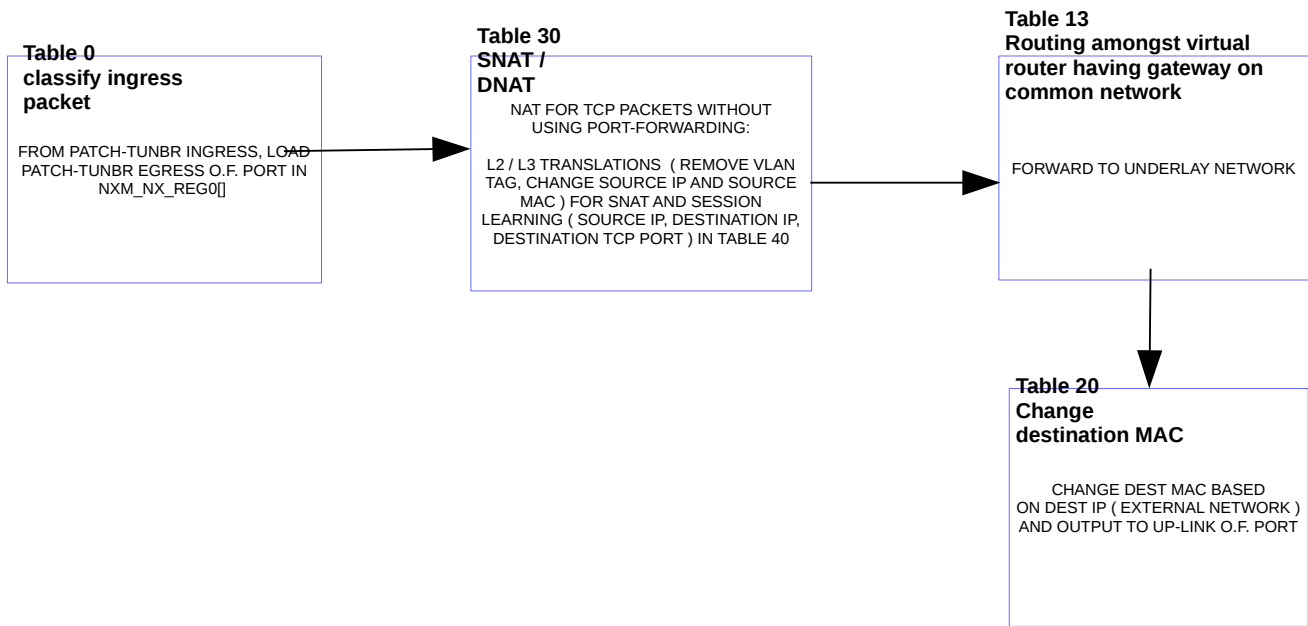 Table 0
classify ingress
packet
FROM PATCH-TUNBR INGRESS, LOAD
PATCH-TUNBR EGRESS O.F. PORT IN
NXM_NX_REG0[]
Table 30
SNAT /
DNAT
NAT FOR TCP PACKETS WITHOUT
USING PORT-FORWARDING:
L2 / L3 TRANSLATIONS ( REMOVE VLAN
TAG, CHANGE SOURCE IP AND SOURCE
MAC ) FOR SNAT AND SESSION
LEARNING ( SOURCE IP, DESTINATION IP,
DESTINATION TCP PORT ) IN TABLE 40
Table 13
Routing amongst virtual
router having gateway on
common network
FORWARD TO UNDERLAY NETWORK
Table 20
Change
destination MAC
CHANGE DEST MAC BASED
ON DEST IP ( EXTERNAL NETWORK )
AND OUTPUT TO UP-LINK O.F. PORT